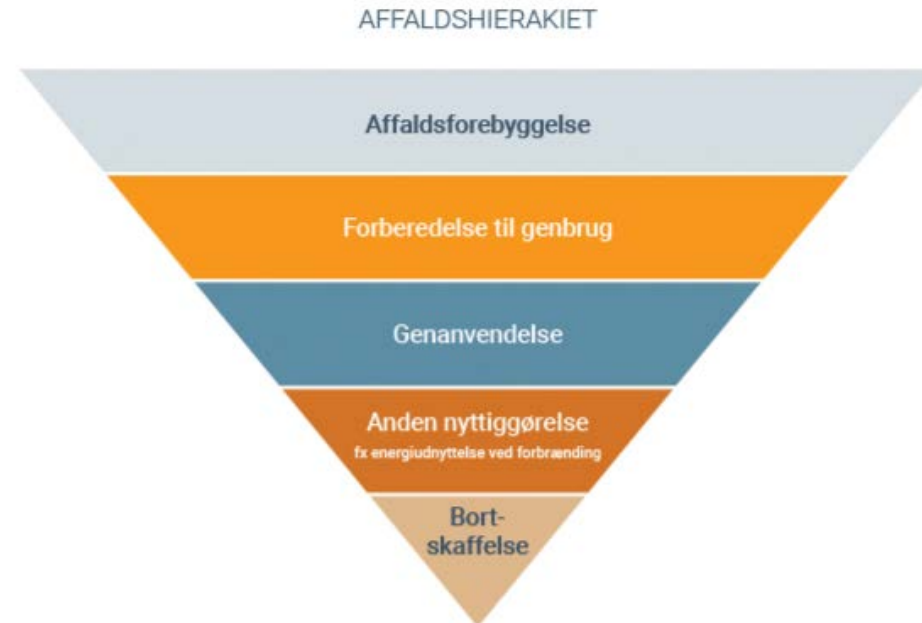 AFFALDSHIERAKIET
Affaldsforebyggelse
Forberedelse til genbrug
Genanvendelse
Anden nyttiggørelse
fx energiudnyttelse ved forbrænding
Bort-
skaffelse